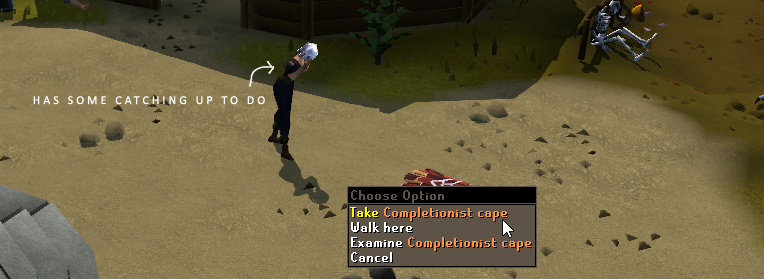 HAS SOME CATCHING UP TO DO
Choose Option
Take Completionist cape
Walk here
Examine Completionist cape
Cancel